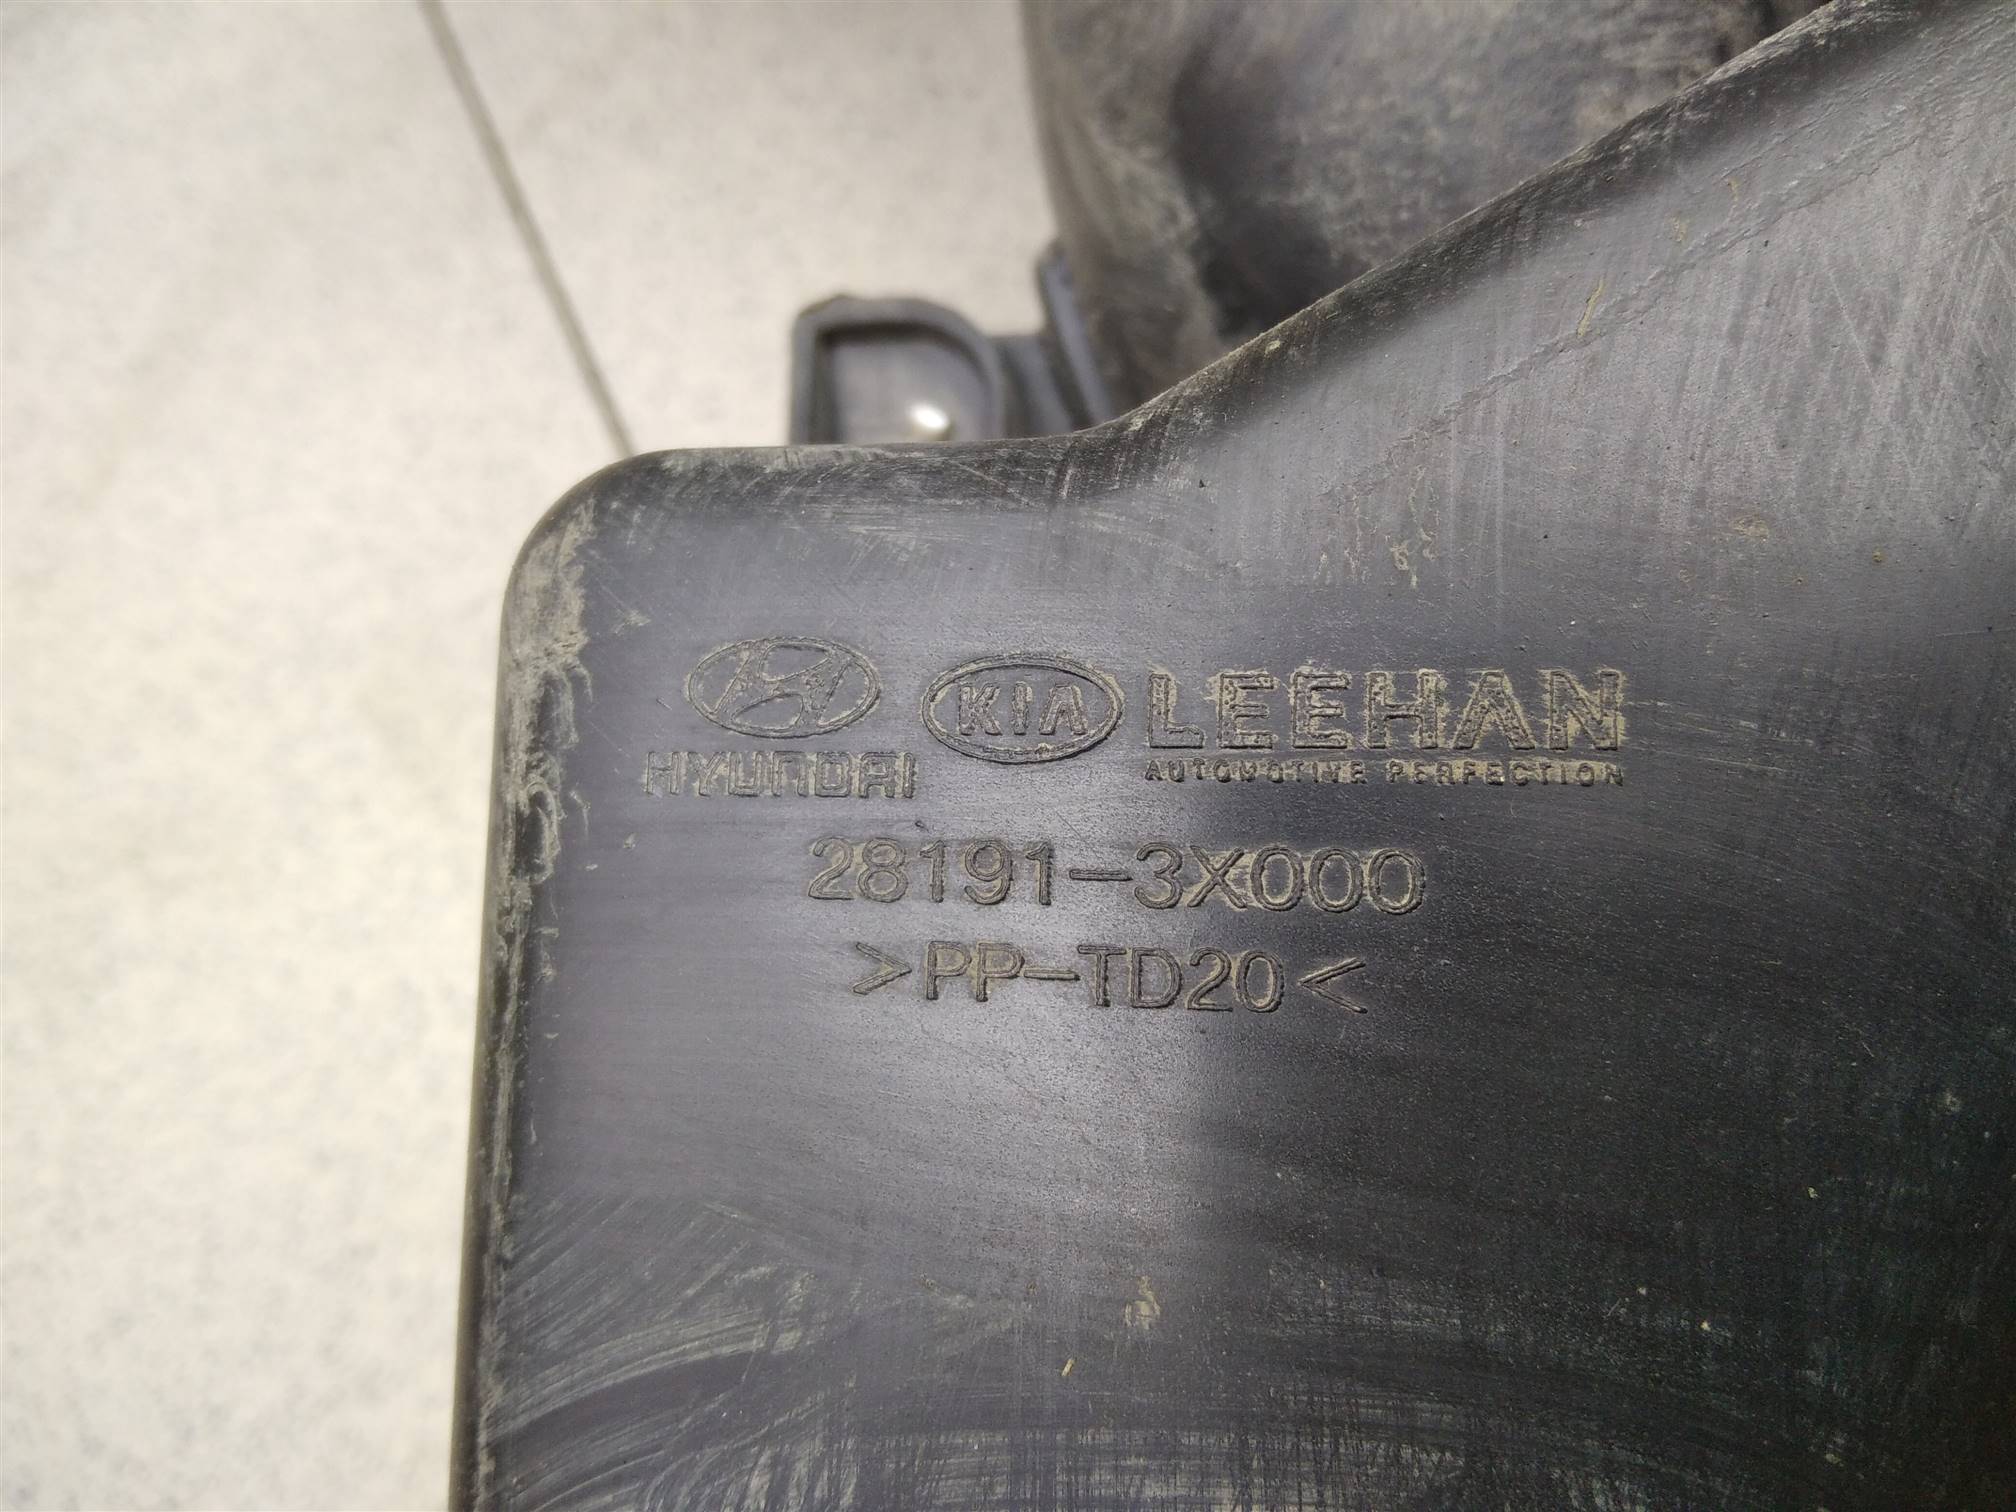 HYUNDAI KIA LEEHAN
AUTOMOTIVE PERFECTION
28191-3X000
>PP-TD20<